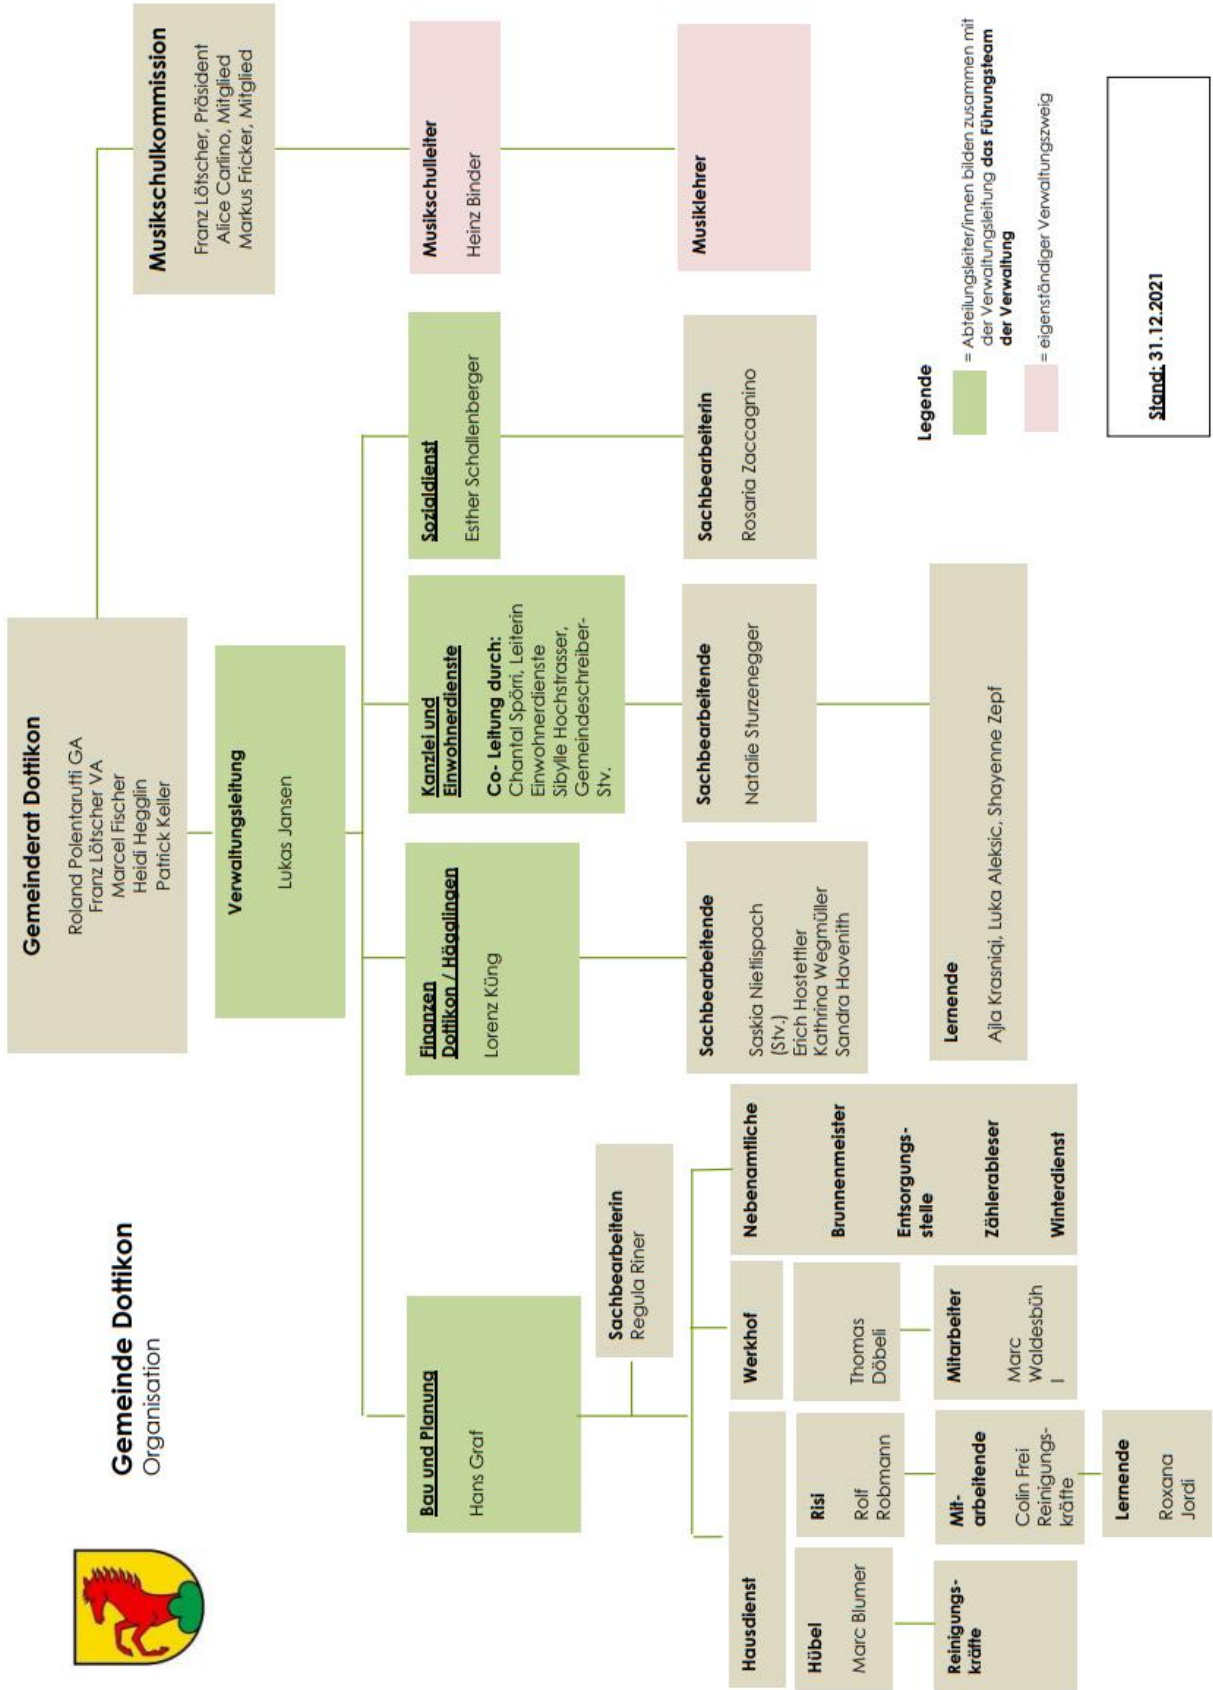 Gemeinde Dottikon
Organisation
Gemeinderat Dottikon
Roland Polentarutti GA
Franz Lötscher VA
Marcel Fischer
Heidi Hegglin
Patrick Keller
Musikschulkommission
Franz Lötscher, Präsident
Alice Carlino, Mitglied
Markus Fricker, Mitglied
Verwaltungsleitung
Lukas Jansen
Bau und Planung
Hans Graf
Finanzen
Dottikon / Hägglingen
Lorenz Küng
Kanzlei und
Einwohnerdienste
Co- Leitung durch:
Chantal Spörri, Leiterin
Einwohnerdienste
Sibylle Hochstrasser,
Gemeindeschreiber-
Stv.
Sozialdienst
Esther Schallenberger
Musikschulleiter
Heinz Binder
Sachbearbeiterin
Regula Riner
Sachbearbeitende
Saskia Nietlispach
(Stv.)
Erich Hostettler
Kathrina Wegmüller
Sandra Havenith
Sachbearbeitende
Natalie Sturzenegger
Sachbearbeiterin
Rosaria Zaccagnino
Musiklehrer
Hausdienst
Werkhof
Nebenamtliche
Brunnenmeister
Entsorgungs-
stelle
Zählerableser
Winterdienst
Hübel
Marc Blumer
Risi
Rolf
Robmann
Thomas
Döbeli
Reinigungs-
kräfte
Mit-
arbeitende
Colin Frei
Reinigungs-
kräfte
Mitarbeiter
Marc
Waldesbüh
l
Lernende
Roxana
Jordi
Lernende
Ajla Krasniqi, Luka Aleksic, Shayenne Zepf
Legende
= Abteilungsleiter/innen bilden zusammen mit
der Verwaltungsleitung das Führungsteam
der Verwaltung
= eigenständiger Verwaltungszweig
Stand: 31.12.2021